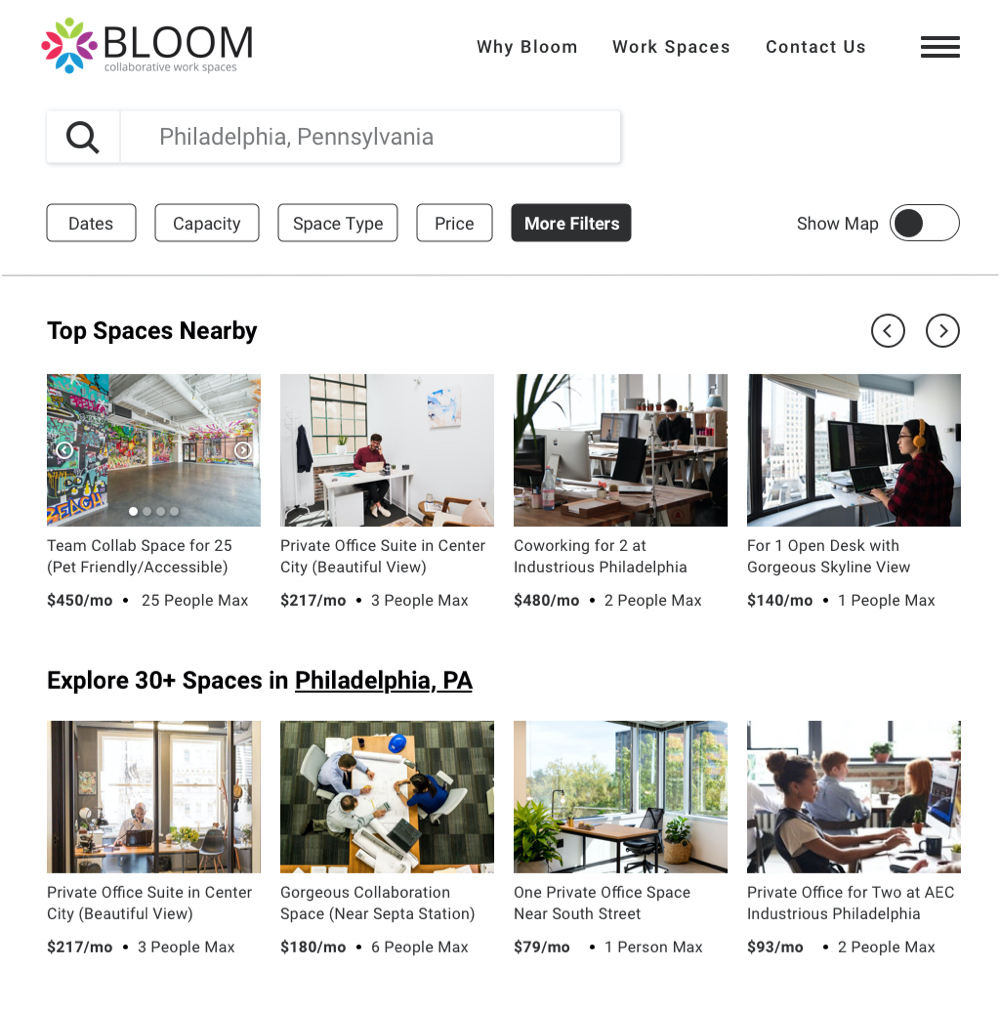 BLOOM
collaborative work spaces
Why Bloom Work Spaces Contact Us
Philadelphia, Pennsylvania
Dates Capacity Space Type Price More Filters Show Map
Top Spaces Nearby
BEACH
Team Collab Space for 25
(Pet Friendly/Accessible)
$450/mo • 25 People Max
Private Office Suite in Center
City (Beautiful View)
$217/mo • 3 People Max
Coworking for 2 at
Industrious Philadelphia
$480/mo • 2 People Max
For 1 Open Desk with
Gorgeous Skyline View
$140/mo • 1 People Max
Explore 30+ Spaces in Philadelphia, PA
Private Office Suite in Center
City (Beautiful View)
$217/mo • 3 People Max
Gorgeous Collaboration
Space (Near Septa Station)
$180/mo • 6 People Max
One Private Office Space
Near South Street
$79/mo • 1 Person Max
Private Office for Two at AEC
Industrious Philadelphia
$93/mo • 2 People Max